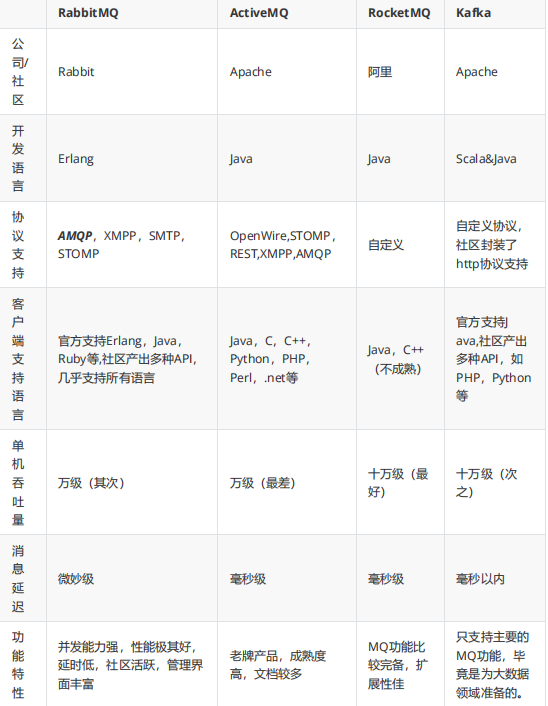 RabbitMQ ActiveMQ RocketMQ Kafka
公
司/
社
区
Rabbit
Apache
阿里
Apache
开
发
语
言
Erlang
Java
Java
Scala&Java
协
议
支
持
AMQP，XMPP，SMTP，
STOMP
OpenWire,STOMP，
REST,XMPP,AMQP
自定义
自定义协议，
社区封装了
http协议支持
客
户
端
支
持
语
言
官方支持Erlang，Java，
Ruby等,社区产出多种API，
几乎支持所有语言
Java，C，C++，
Python，PHP，
Perl，.net等
Java，C++
（不成熟）
官方支持J
ava,社区产出
多种API，如
PHP，Python
等
单
机
吞
吐
量
万级（其次）
万级（最差）
十万级（最
好）
十万级（次
之）
消
息
延
迟
微妙级
毫秒级
毫秒级
毫秒以内
功
能
特
性
并发能力强，性能极其好，
延时低，社区活跃，管理界
面丰富
老牌产品，成熟度
高，文档较多
MQ功能比
较完备，扩
展性佳
只支持主要的
MQ功能，毕
竟是为大数据
领域准备的。